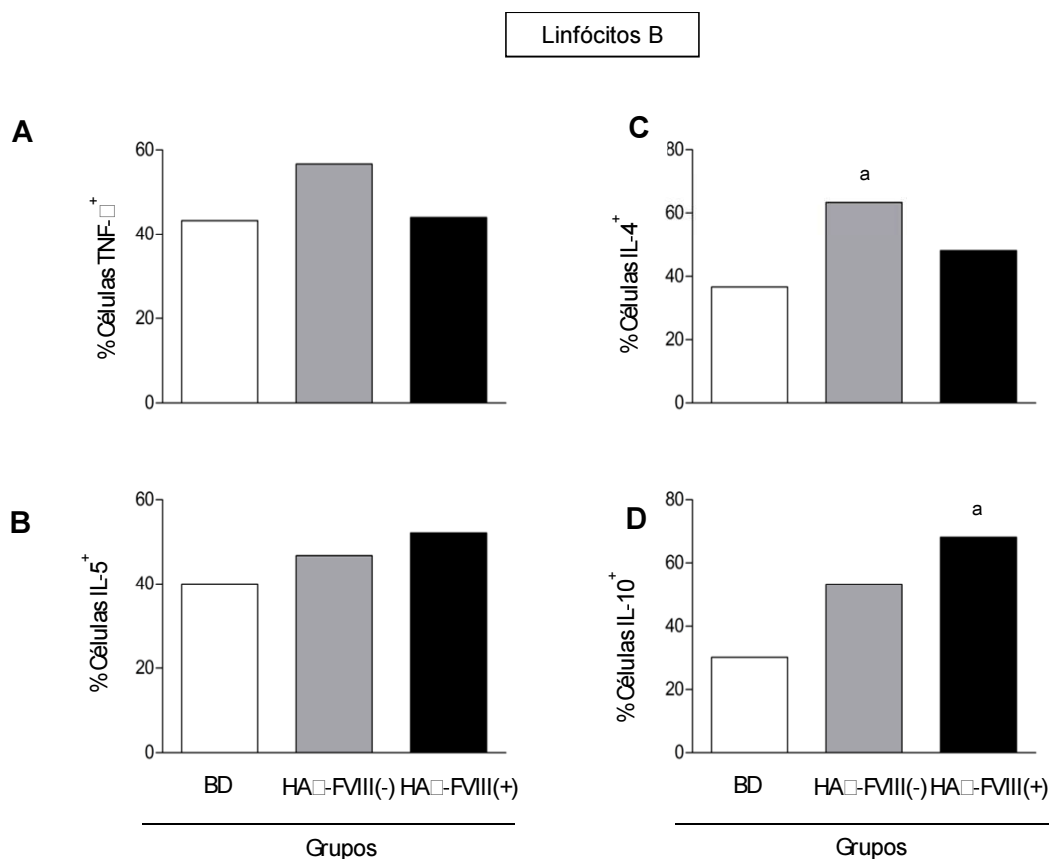 Linfócitos B
A
% Células TNF-□⁺
60
40
20
0
C
% Células IL-4⁺
80
60
40
20
0
a
B
% Células IL-5⁺
60
40
20
0
BD HA□-FVIII(-) HA□-FVIII(+)
Grupos
D
% Células IL-10⁺
80
60
40
20
0
a
BD HA□-FVIII(-) HA□-FVIII(+)
Grupos